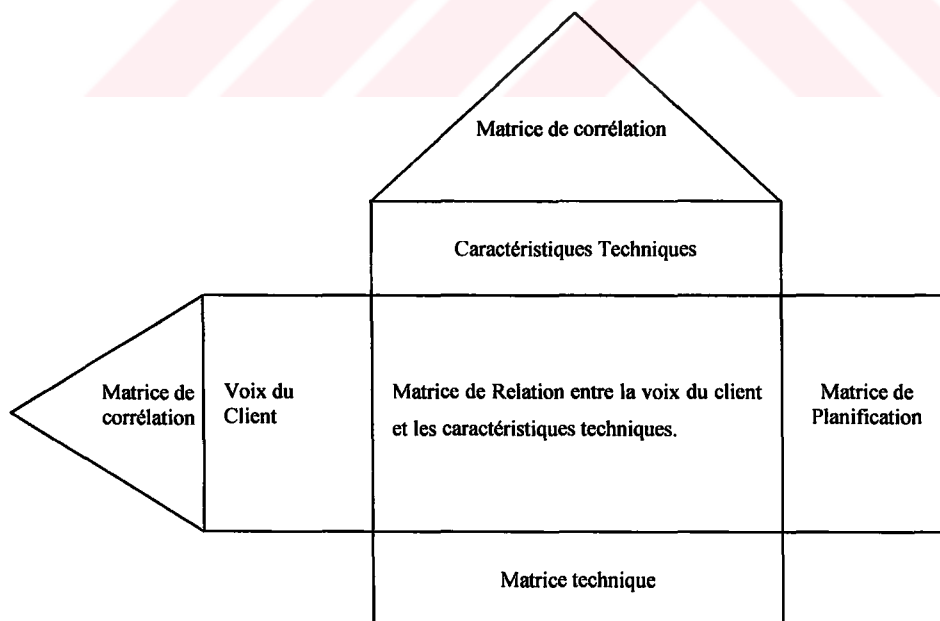 Matrice de corrélation
Caractéristiques Techniques
Matrice de
corrélation
Voix du
Client
Matrice de Relation entre la voix du client
et les caractéristiques techniques.
Matrice de
Planification
Matrice technique